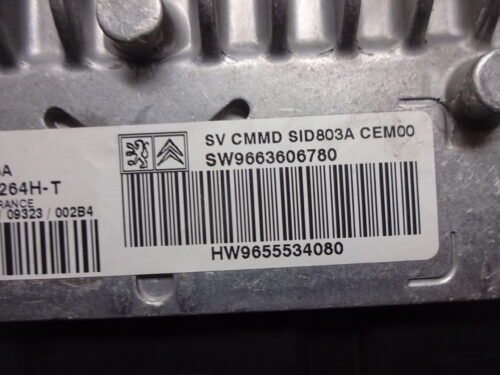 SV CMMD SID803A CEM00
SW9663606780
HW9655534080
A
264H-T
RANCE
/ 09323 / 002B4